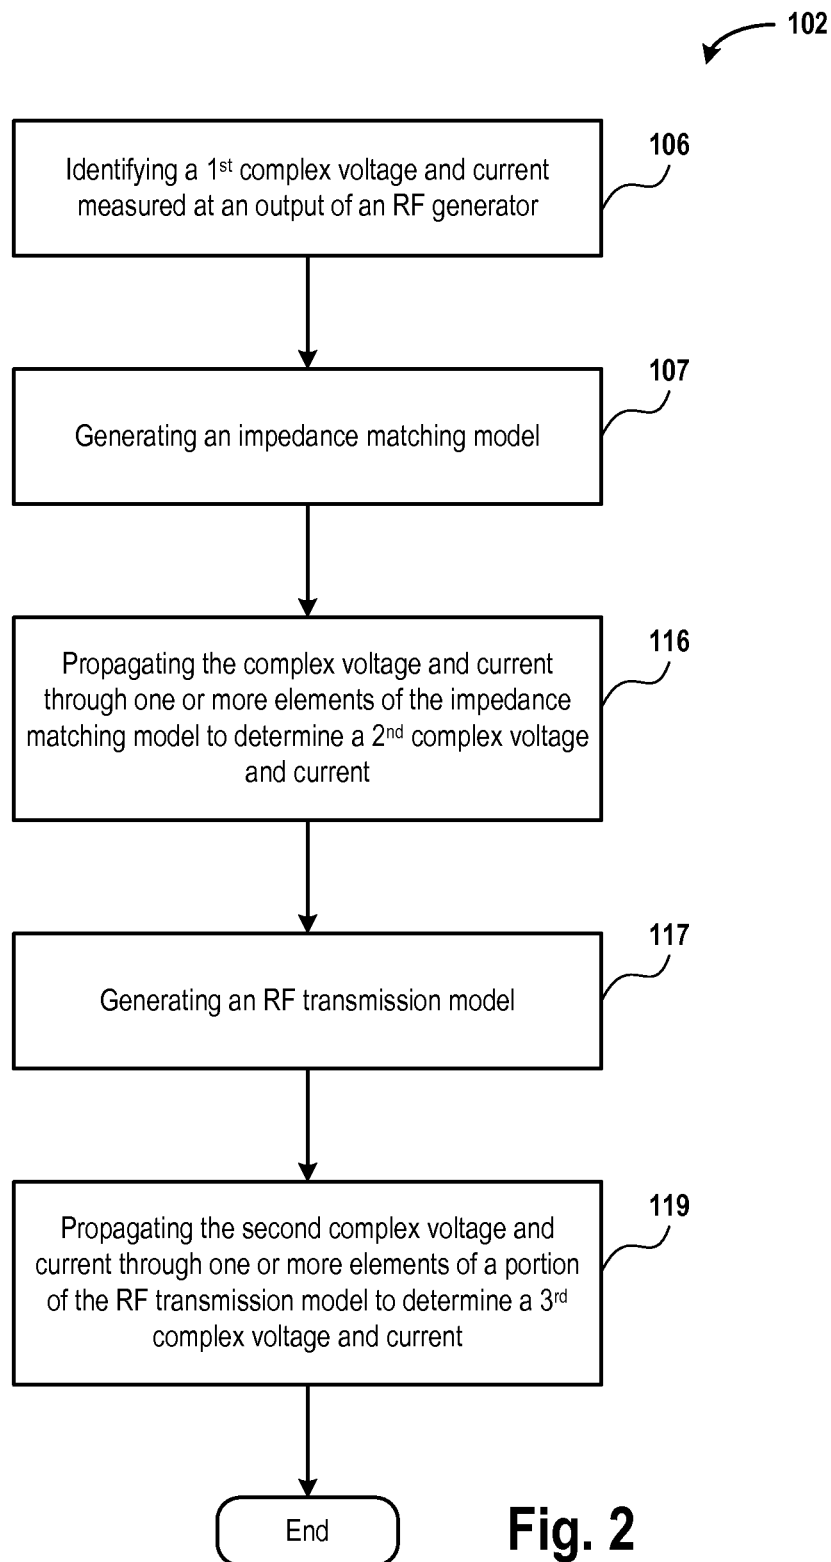 102
Identifying a 1st complex voltage and current
measured at an output of an RF generator
106
Generating an impedance matching model
107
Propagating the complex voltage and current
through one or more elements of the impedance
matching model to determine a 2nd complex voltage
and current
116
Generating an RF transmission model
117
Propagating the second complex voltage and
current through one or more elements of a portion
of the RF transmission model to determine a 3rd
complex voltage and current
119
End
Fig. 2